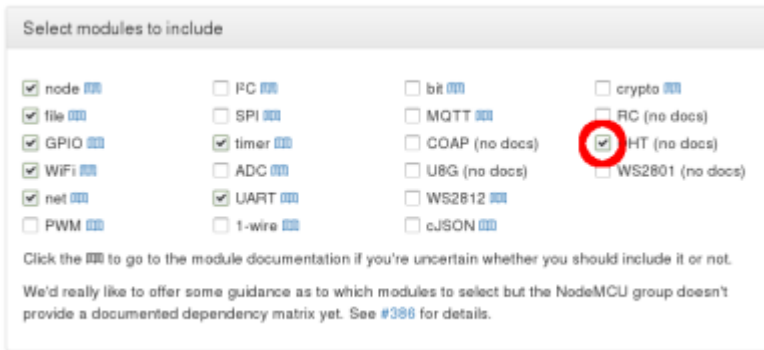 Select modules to include
node I²C bit crypto
file SPI MQTT RC (no docs)
GPIO timer COAP (no docs) HT (no docs)
WiFi ADC U8G (no docs) WS2801 (no docs)
net UART WS2812
PWM 1-wire cJSON
Click the to go to the module documentation if you're uncertain whether you should include it or not.
We'd really like to offer some guidance as to which modules to select but the NodeMCU group doesn't
provide a documented dependency matrix yet. See #386 for details.